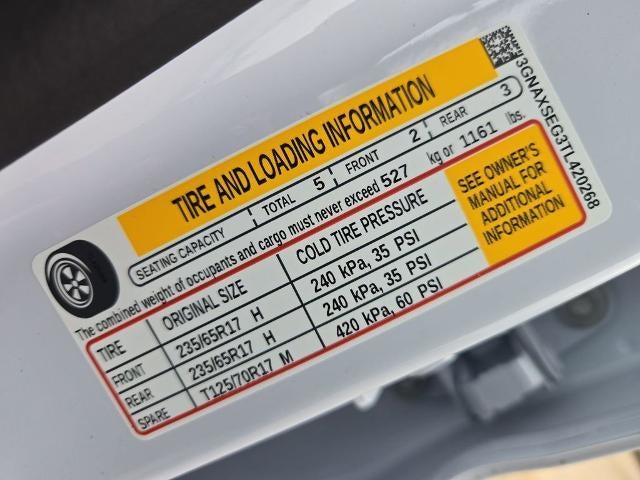 TIRE AND LOADING INFORMATION
SEATING CAPACITY TOTAL 5 FRONT 2 REAR 3
The combined weight of occupants and cargo must never exceed 527 kg or 1161 lbs.
TIRE ORIGINAL SIZE COLD TIRE PRESSURE
FRONT 235/65R17 H 240 kPa, 35 PSI
REAR 235/65R17 H 240 kPa, 35 PSI
SPARE T125/70R17 M 420 kPa, 60 PSI
SEE OWNER'S
MANUAL FOR
ADDITIONAL
INFORMATION
3GNAXSEG3TL420268